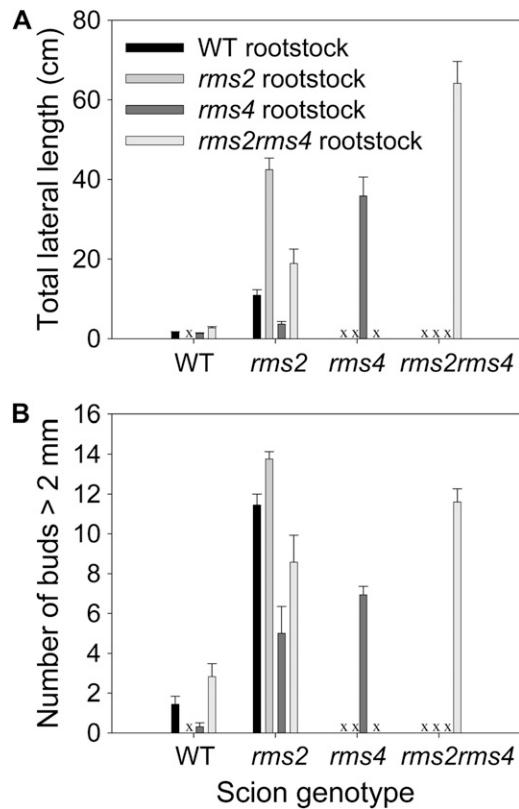 A
Total lateral length (cm)
80
60
40
20
0
WT rootstock
rms2 rootstock
rms4 rootstock
rms2rms4 rootstock
x x x x x x x
WT rms2 rms4 rms2rms4
B
Number of buds > 2 mm
16
14
12
10
8
6
4
2
0
x x x x x x x
WT rms2 rms4 rms2rms4
Scion genotype